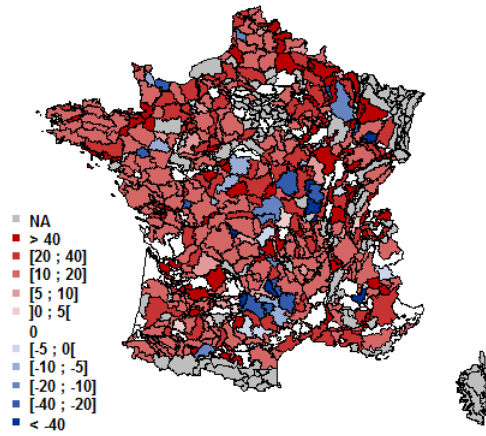 NA
> 40
[20 ; 40]
[10 ; 20]
[5 ; 10]
]0 ; 5[
0
[-5 ; 0[
[-10 ; -5]
[-20 ; -10]
[-40 ; -20]
< -40